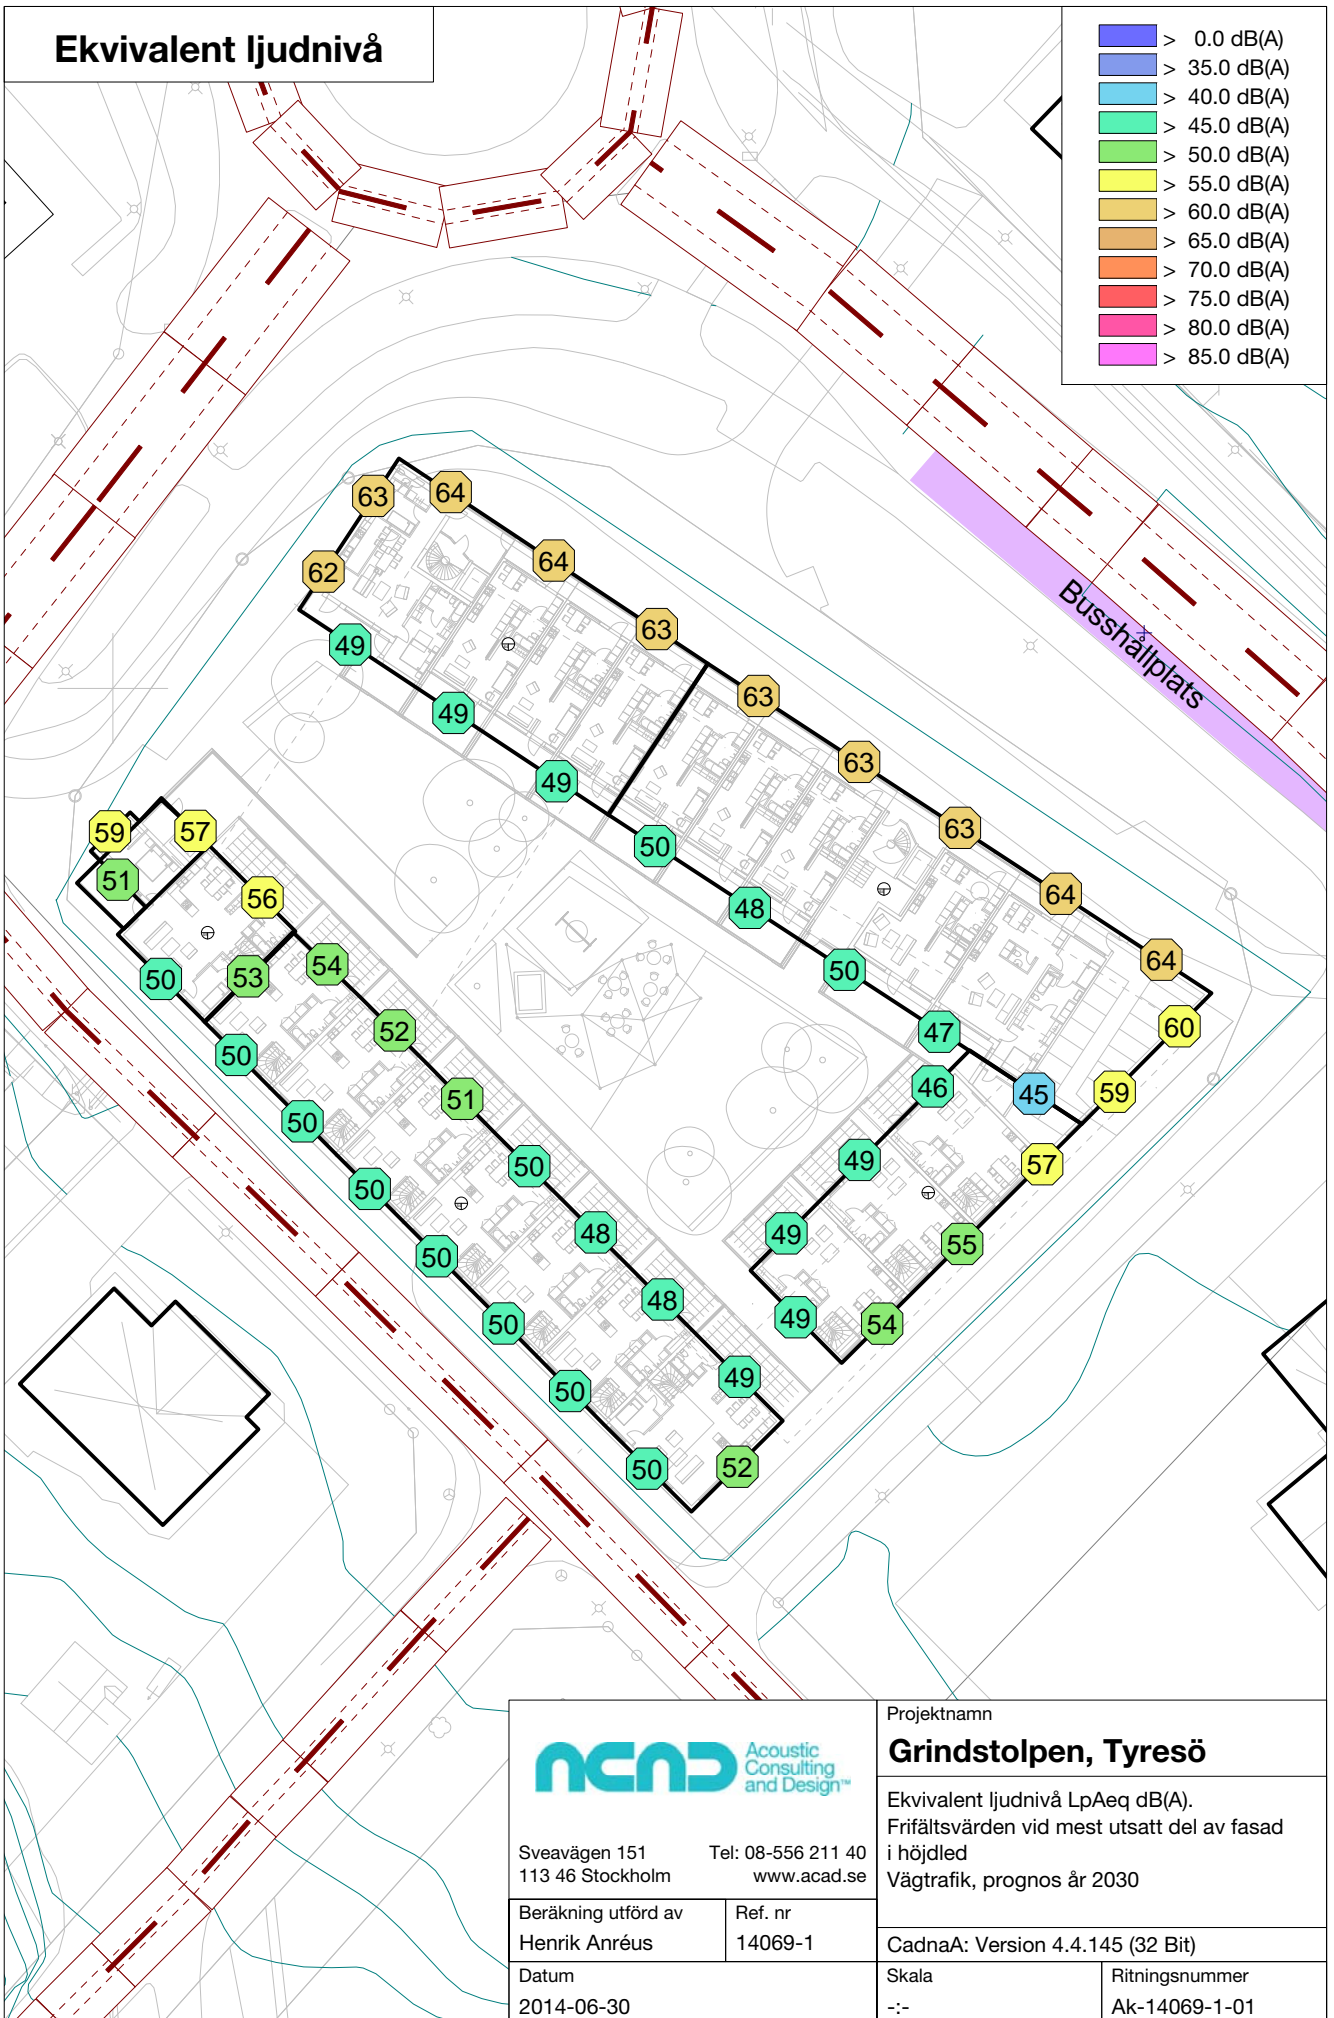 Ekvivalent ljudnivå
> 0.0 dB(A)
> 35.0 dB(A)
> 40.0 dB(A)
> 45.0 dB(A)
> 50.0 dB(A)
> 55.0 dB(A)
> 60.0 dB(A)
> 65.0 dB(A)
> 70.0 dB(A)
> 75.0 dB(A)
> 80.0 dB(A)
> 85.0 dB(A)
63
64
64
62
63
49
Busshållplats
63
49
63
49
59
57
63
50
51
56
64
48
64
50
53
54
50
60
52
47
50
46
45
59
51
50
49
57
50
50
49
48
55
50
48
49
54
50
49
50
50
52
ACAD
Acoustic
Consulting
and Design™
Sveavägen 151 Tel: 08-556 211 40
113 46 Stockholm www.acad.se
Beräkning utförd av
Henrik Anréus
Ref. nr
14069-1
Datum
2014-06-30
Projektnamn
Grindstolpen, Tyresö
Ekvivalent ljudnivå LpAeq dB(A).
Frifältsvärden vid mest utsatt del av fasad
i höjdled
Vägtrafik, prognos år 2030
CadnaA: Version 4.4.145 (32 Bit)
Skala
-:-
Ritningsnummer
Ak-14069-1-01